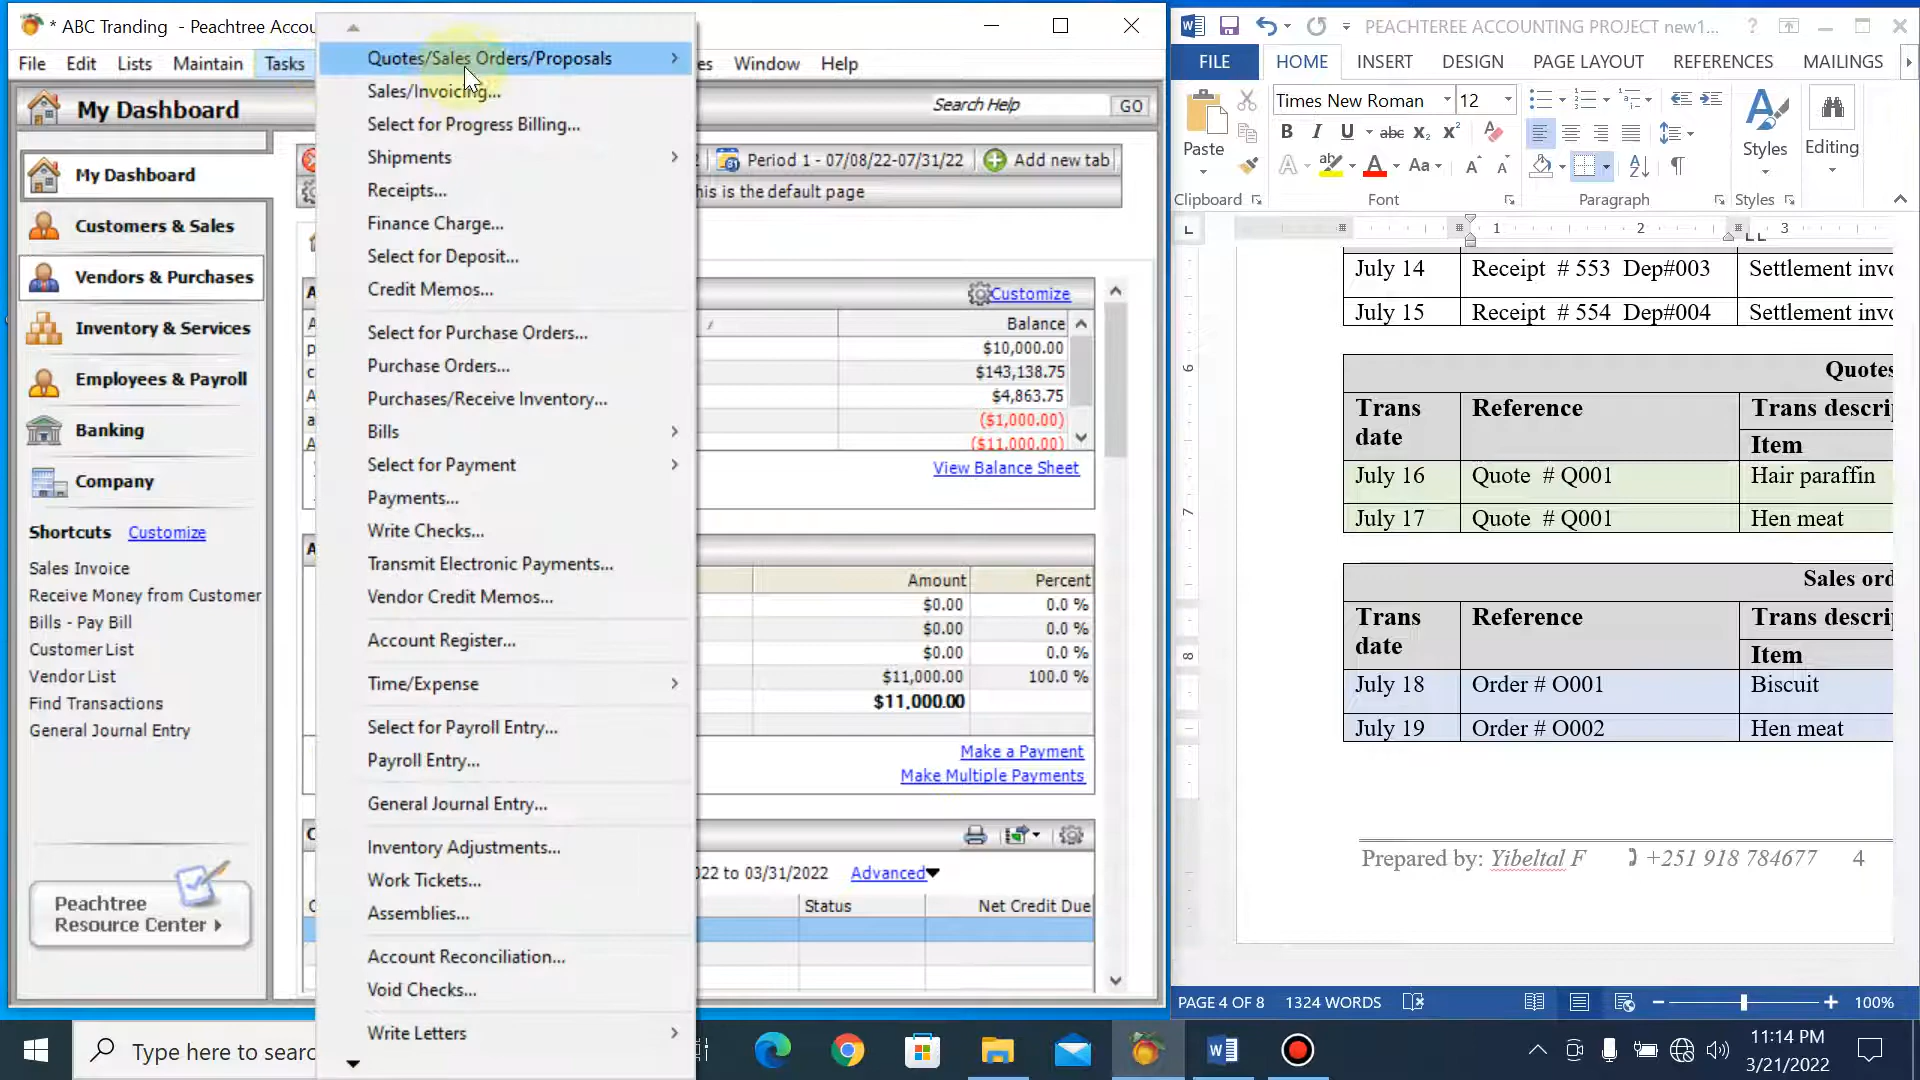 * ABC Tranding - Peachtree Accou
File Edit Lists Maintain Tasks es Window Help
My Dashboard
Search Help GO
My Dashboard
Customers & Sales
Vendors & Purchases
Inventory & Services
Employees & Payroll
Banking
Company
Shortcuts Customize
Sales Invoice
Receive Money from Customer
Bills - Pay Bill
Customer List
Vendor List
Find Transactions
General Journal Entry
Peachtree
Resource Center
Quotes/Sales Orders/Proposals
Sales/Invoicing...
Select for Progress Billing...
Shipments
Receipts...
Finance Charge...
Select for Deposit...
Credit Memos...
Select for Purchase Orders...
Purchase Orders...
Purchases/Receive Inventory...
Bills
Select for Payment
Payments...
Write Checks...
Transmit Electronic Payments...
Vendor Credit Memos...
Account Register...
Time/Expense
Select for Payroll Entry...
Payroll Entry...
General Journal Entry...
Inventory Adjustments...
Work Tickets...
Assemblies...
Account Reconciliation...
Void Checks...
Write Letters
Period 1 - 07/08/22-07/31/22 Add new tab
his is the default page
Customize
Balance
$10,000.00
$143,138.75
$4,863.75
($1,000.00)
($11,000.00)
View Balance Sheet
Amount Percent
$0.00 0.0 %
$0.00 0.0 %
$0.00 0.0 %
$11,000.00 100.0 %
$11,000.00
Make a Payment
Make Multiple Payments
022 to 03/31/2022 Advanced
Status Net Credit Due
PEACHTEREE ACCOUNTING PROJECT new1...
FILE HOME INSERT DESIGN PAGE LAYOUT REFERENCES MAILINGS
Times New Roman 12
Paste
B I U abc X2 X2
A A Aa A A
Styles
Editing
Clipboard Font Paragraph Styles
1 2 3
6
7
8
July 14 Receipt # 553 Dep#003 Settlement invo
July 15 Receipt # 554 Dep#004 Settlement invo
Quotes
Trans date Reference Trans descrip
Item
July 16 Quote # Q001 Hair paraffin
July 17 Quote # Q001 Hen meat
Sales ord
Trans date Reference Trans descri
Item
July 18 Order # O001 Biscuit
July 19 Order # O002 Hen meat
Prepared by: Yibeltal F +251 918 784677 4
PAGE 4 OF 8 1324 WORDS 100%
Type here to searc
11:14 PM
3/21/2022